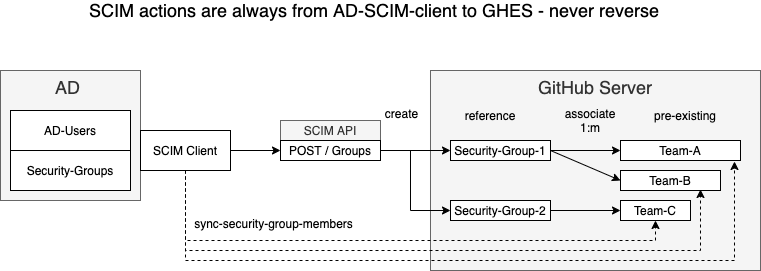 SCIM actions are always from AD-SCIM-client to GHES - never reverse
AD
GitHub Server
create
reference
associate
1:m
pre-existing
AD-Users
Security-Groups
SCIM Client
SCIM API
POST / Groups
Security-Group-1
Team-A
Team-B
Security-Group-2
Team-C
sync-security-group-members